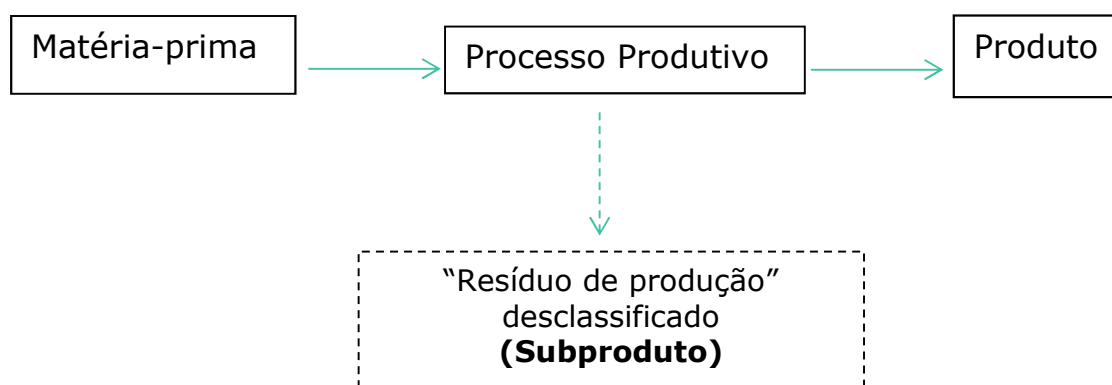 Matéria-prima
Processo Produtivo
Produto
“Resíduo de produção”
desclassificado
(Subproduto)